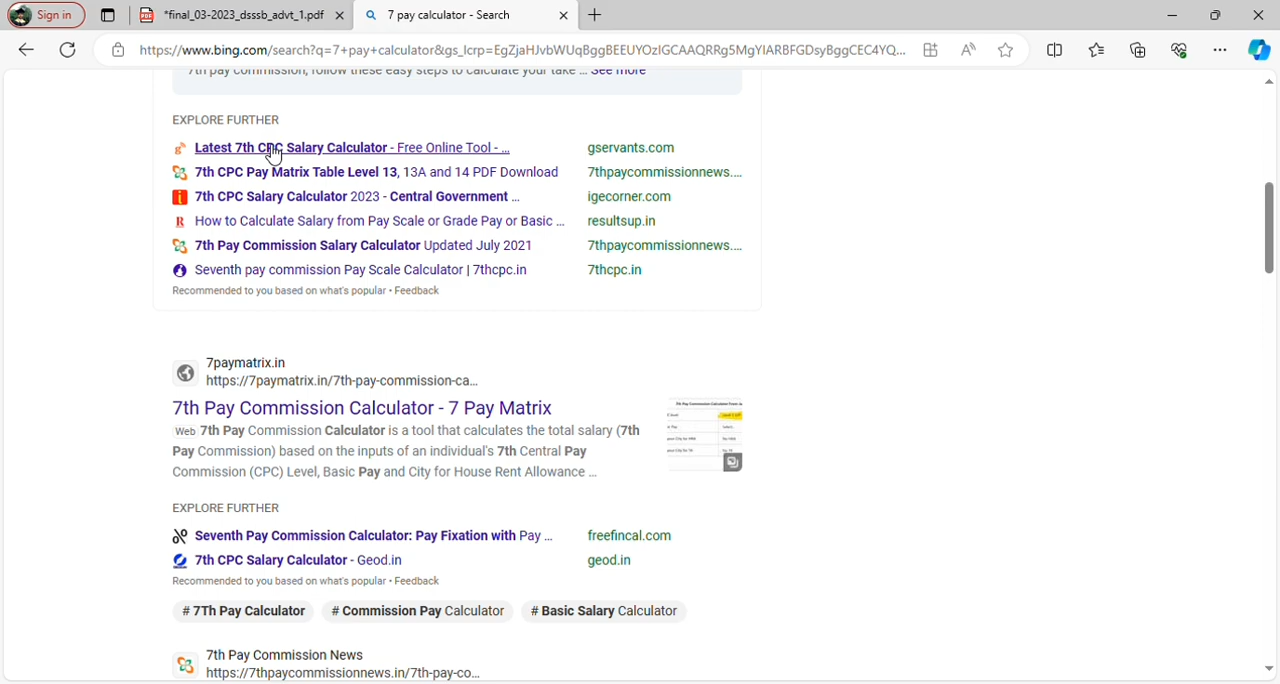 Sign in
*final_03-2023_dsssb_advt_1.pdf
7 pay calculator - Search
https://www.bing.com/search?q=7+pay+calculator&gs_lcrp=EgZjaHJvbWUqBggBEEUYOzIGCAAQRRg5MgYIARBFGDsyBggCEC4YQ...
7th pay commission, follow these easy steps to calculate your take ... See more
EXPLORE FURTHER
Latest 7th CPC Salary Calculator - Free Online Tool - ... gservants.com
7th CPC Pay Matrix Table Level 13, 13A and 14 PDF Download 7thpaycommissionnews....
7th CPC Salary Calculator 2023 - Central Government ... igecorner.com
How to Calculate Salary from Pay Scale or Grade Pay or Basic ... resultsup.in
7th Pay Commission Salary Calculator Updated July 2021 7thpaycommissionnews....
Seventh pay commission Pay Scale Calculator | 7thcpc.in 7thcpc.in
Recommended to you based on what's popular • Feedback
7paymatrix.in
https://7paymatrix.in/7th-pay-commission-ca...
7th Pay Commission Calculator - 7 Pay Matrix
Web 7th Pay Commission Calculator is a tool that calculates the total salary (7th
Pay Commission) based on the inputs of an individual's 7th Central Pay
Commission (CPC) Level, Basic Pay and City for House Rent Allowance ...
EXPLORE FURTHER
Seventh Pay Commission Calculator: Pay Fixation with Pay ... freefincal.com
7th CPC Salary Calculator - Geod.in geod.in
Recommended to you based on what's popular • Feedback
# 7Th Pay Calculator # Commission Pay Calculator # Basic Salary Calculator
7th Pay Commission News
https://7thpaycommissionnews.in/7th-pay-co...